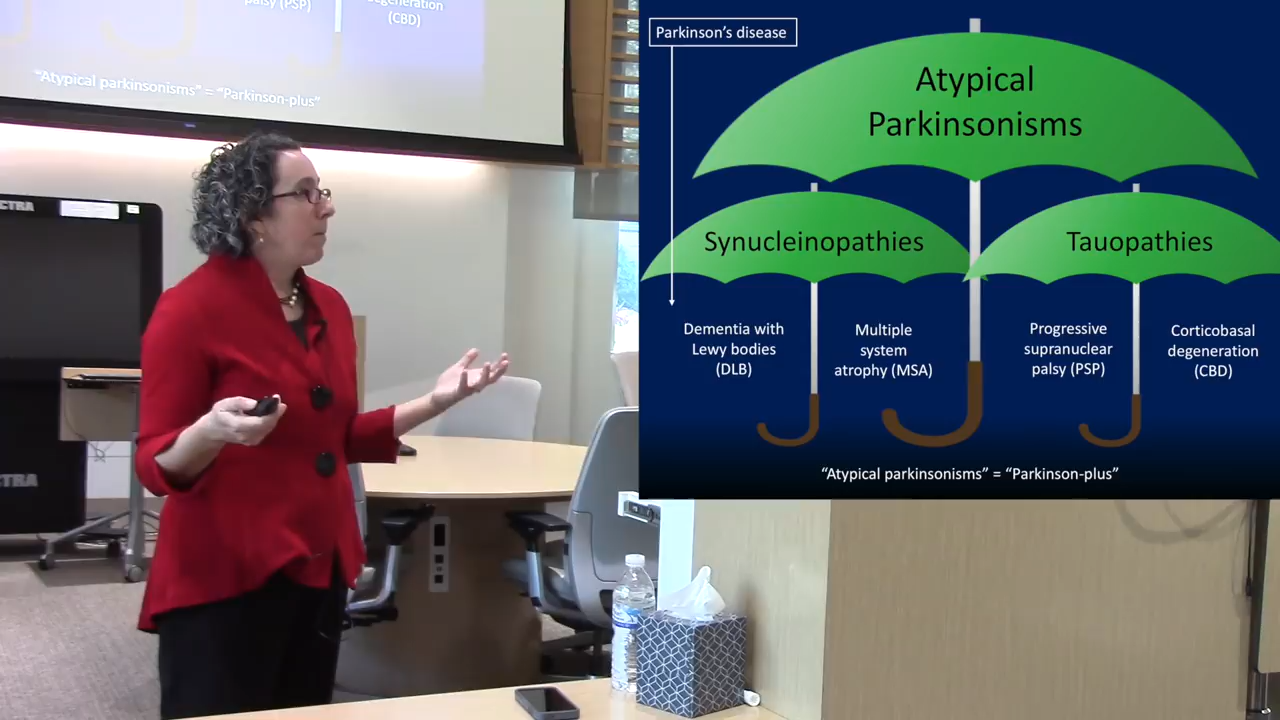 palsy (PSP)
degeneration
(CBD)
"Atypical parkinsonisms" = "Parkinson-plus"
CTRA
CTRA
Parkinson's disease
Atypical
Parkinsonisms
Synucleinopathies
Tauopathies
Dementia with
Lewy bodies
(DLB)
Multiple
system
atrophy (MSA)
Progressive
supranuclear
palsy (PSP)
Corticobasal
degeneration
(CBD)
“Atypical parkinsonisms” = “Parkinson-plus”